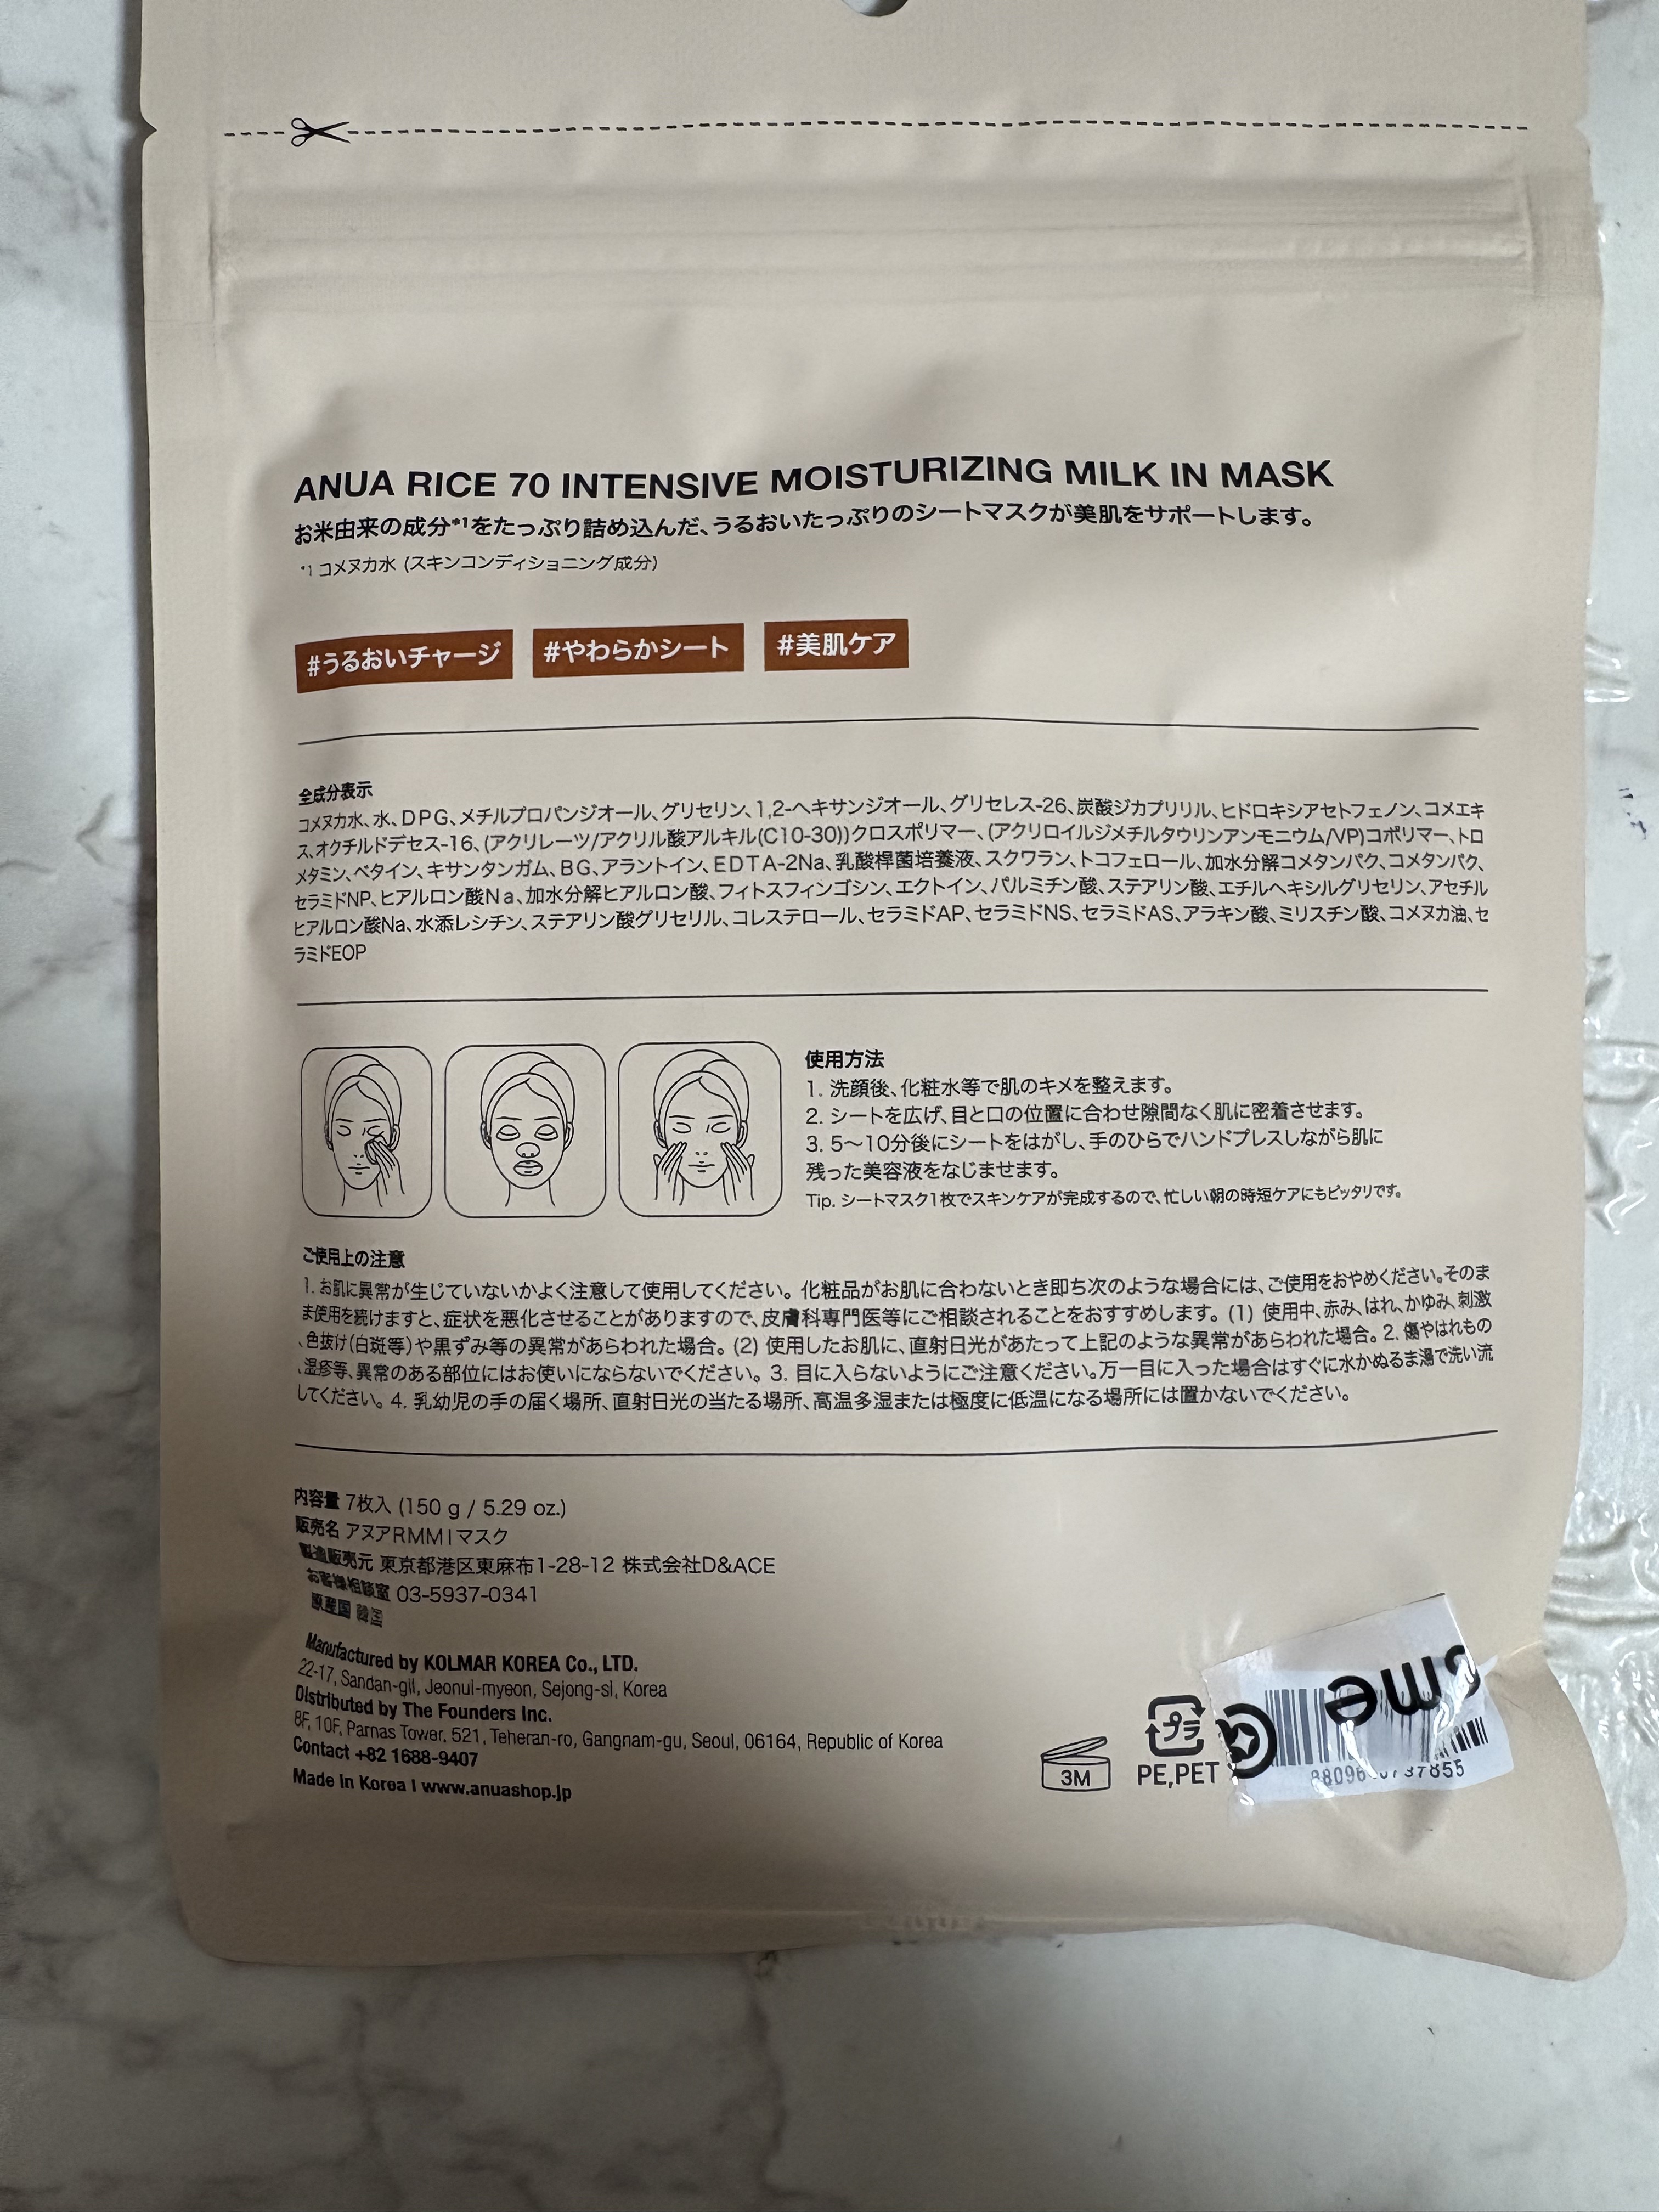 ANUA RICE 70 INTENSIVE MOISTURIZING MILK IN MASK
お米由来の成分*1をたっぷり詰め込んだ、うるおいたっぷりのシートマスクが美肌をサポートします。
*1 コメヌカ水 (スキンコンディショニング成分)
#うるおいチャージ #やわらかシート #美肌ケア
全成分表示
コメヌカ水、水、DPG、メチルプロパンジオール、グリセリン、1,2-ヘキサンジオール、グリセレス-26、炭酸ジカプリリル、ヒドロキシアセトフェノン、コメエキ
ス、オクチルドデセス-16、(アクリレーツ/アクリル酸アルキル(C10-30))クロスポリマー、(アクリロイルジメチルタウリンアンモニウム/VP)コポリマー、トロ
メタミン、ベタイン、キサンタンガム、BG、アラントイン、EDTA-2Na、乳酸桿菌培養液、スクワラン、トコフェロール、加水分解コメタンパク、コメタンパク、
セラミドNP、ヒアルロン酸Na、加水分解ヒアルロン酸、フィトスフィンゴシン、エクトイン、パルミチン酸、ステアリン酸、エチルヘキシルグリセリン、アセチル
ヒアルロン酸Na、水添レシチン、ステアリン酸グリセリル、コレステロール、セラミドAP、セラミドNS、セラミドAS、アラキン酸、ミリスチン酸、コメヌカ油、セ
ラミドEOP
使用方法
1. 洗顔後、化粧水等で肌のキメを整えます。
2. シートを広げ、目と口の位置に合わせ隙間なく肌に密着させます。
3. 5〜10分後にシートをはがし、手のひらでハンドプレスしながら肌に
残った美容液をなじませます。
Tip. シートマスク1枚でスキンケアが完成するので、忙しい朝の時短ケアにもピッタリです。
ご使用上の注意
1. お肌に異常が生じていないかよく注意して使用してください。化粧品がお肌に合わないとき即ち次のような場合には、ご使用をおやめください。そのま
ま使用を続けますと、症状を悪化させることがありますので、皮膚科専門医等にご相談されることをおすすめします。(1) 使用中、赤み、はれ、かゆみ、刺激
、色抜け(白斑等)や黒ずみ等の異常があらわれた場合。(2) 使用したお肌に、直射日光があたって上記のような異常があらわれた場合。2. 傷やはれもの
、湿疹等、異常のある部位にはお使いにならないでください。3. 目に入らないようにご注意ください。万一目に入った場合はすぐに水かぬるま湯で洗い流
してください。4. 乳幼児の手の届く場所、直射日光の当たる場所、高温多湿または極度に低温になる場所には置かないでください。
内容量 7枚入 (150 g / 5.29 oz.)
販売名 アヌアRMMIマスク
製造販売元 東京都港区東麻布1-28-12 株式会社D&ACE
お客様相談室 03-5937-0341
原産国 韓国
Manufactured by KOLMAR KOREA Co., LTD.
22-17, Sandan-gil, Jeonui-myeon, Sejong-si, Korea
Distributed by The Founders Inc.
8F, 10F, Parnas Tower, 521, Teheran-ro, Gangnam-gu, Seoul, 06164, Republic of Korea
Contact +82 1688-9407
Made in Korea I www.anuashop.jp
3M
プラ
PE,PET
me